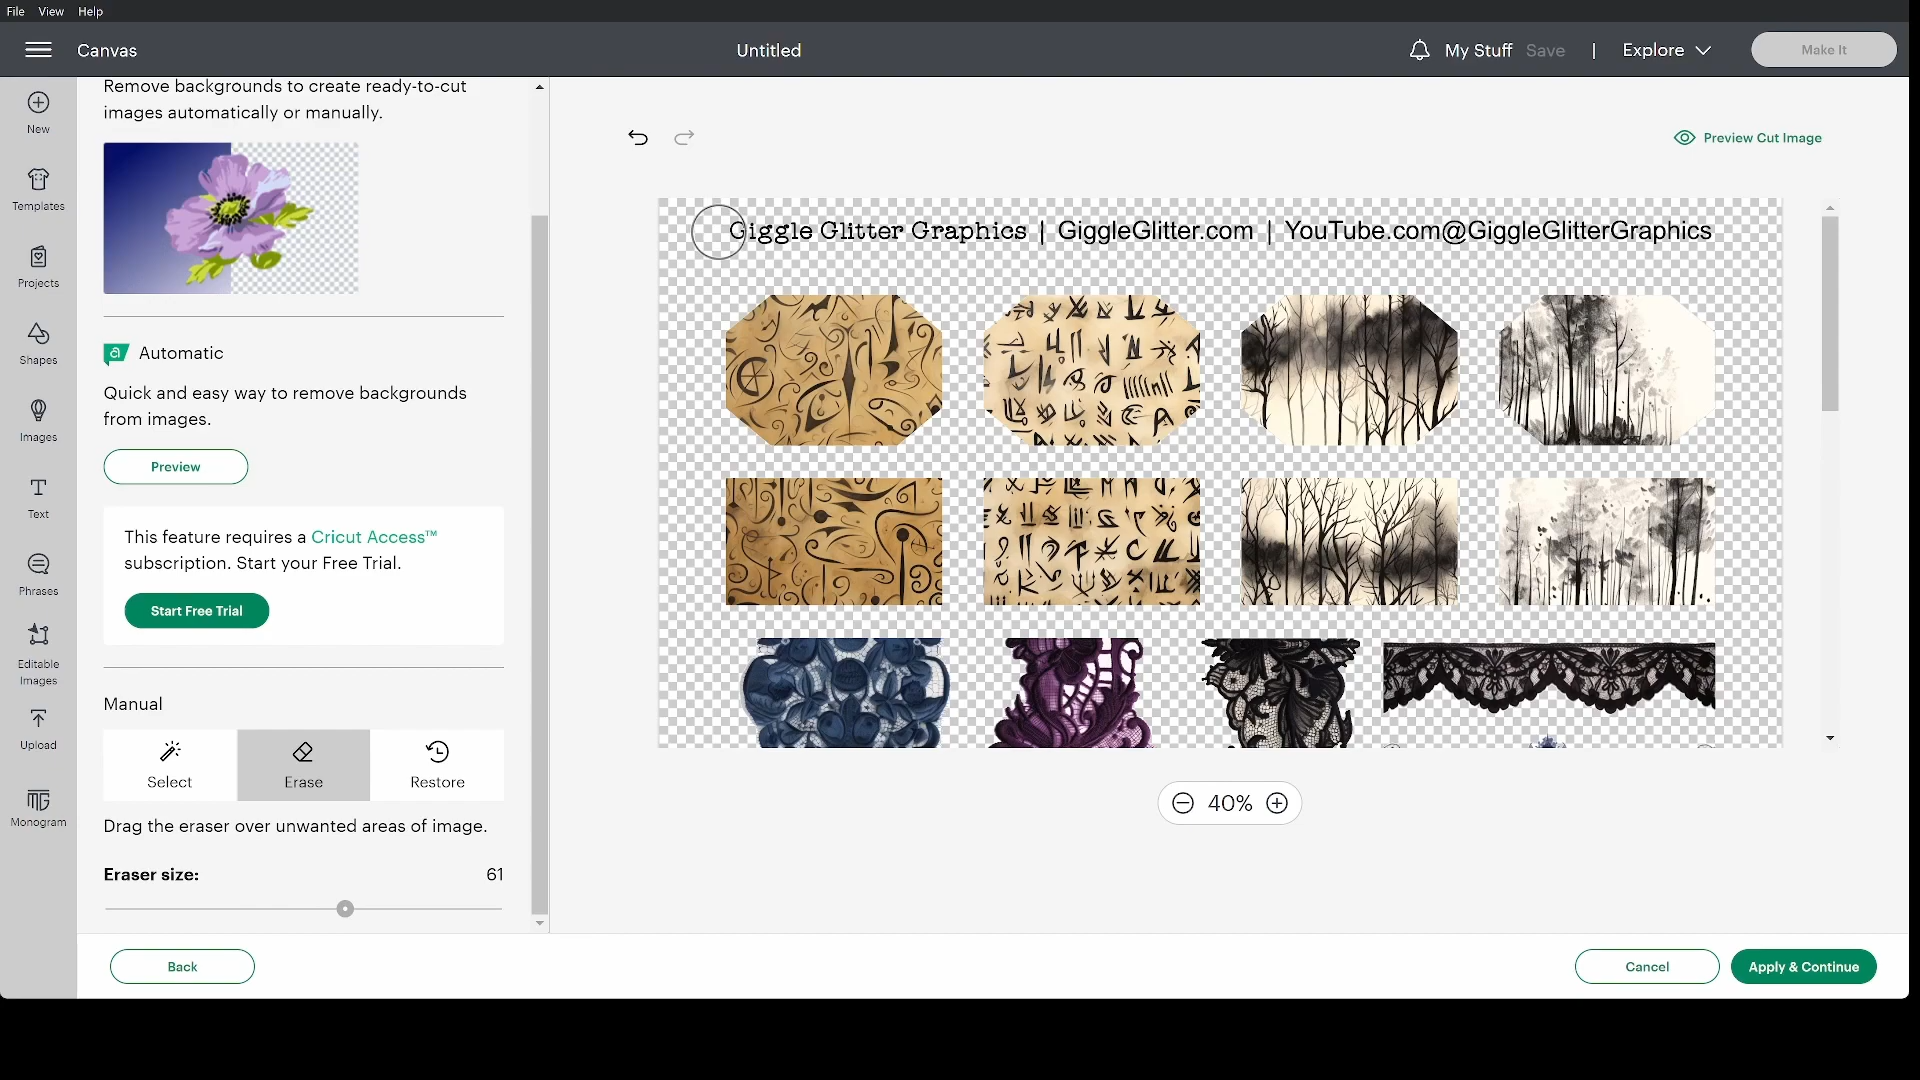 File View Help
Canvas Untitled My Stuff Save | Explore Make It
New
Templates
Projects
Shapes
Images
Text
Phrases
Editable
Images
Upload
Monogram
Remove backgrounds to create ready-to-cut
images automatically or manually.
a Automatic
Quick and easy way to remove backgrounds
from images.
Preview
This feature requires a Cricut Access™
subscription. Start your Free Trial.
Start Free Trial
Manual
Select Erase Restore
Drag the eraser over unwanted areas of image.
Eraser size: 61
Preview Cut Image
Giggle Glitter Graphics | GiggleGlitter.com | YouTube.com@GiggleGlitterGraphics
40%
Back Cancel Apply & Continue